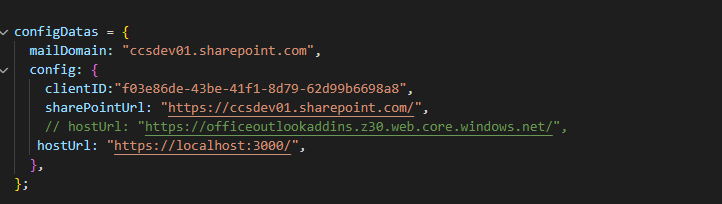 configDatas = {
mailDomain: "ccsdev01.sharepoint.com",
config: {
clientID:"f03e86de-43be-41f1-8d79-62d99b6698a8",
sharePointUrl: "https://ccsdev01.sharepoint.com/",
// hostUrl: "https://officeoutlookaddins.z30.web.core.windows.net/",
hostUrl: "https://localhost:3000/",
},
};